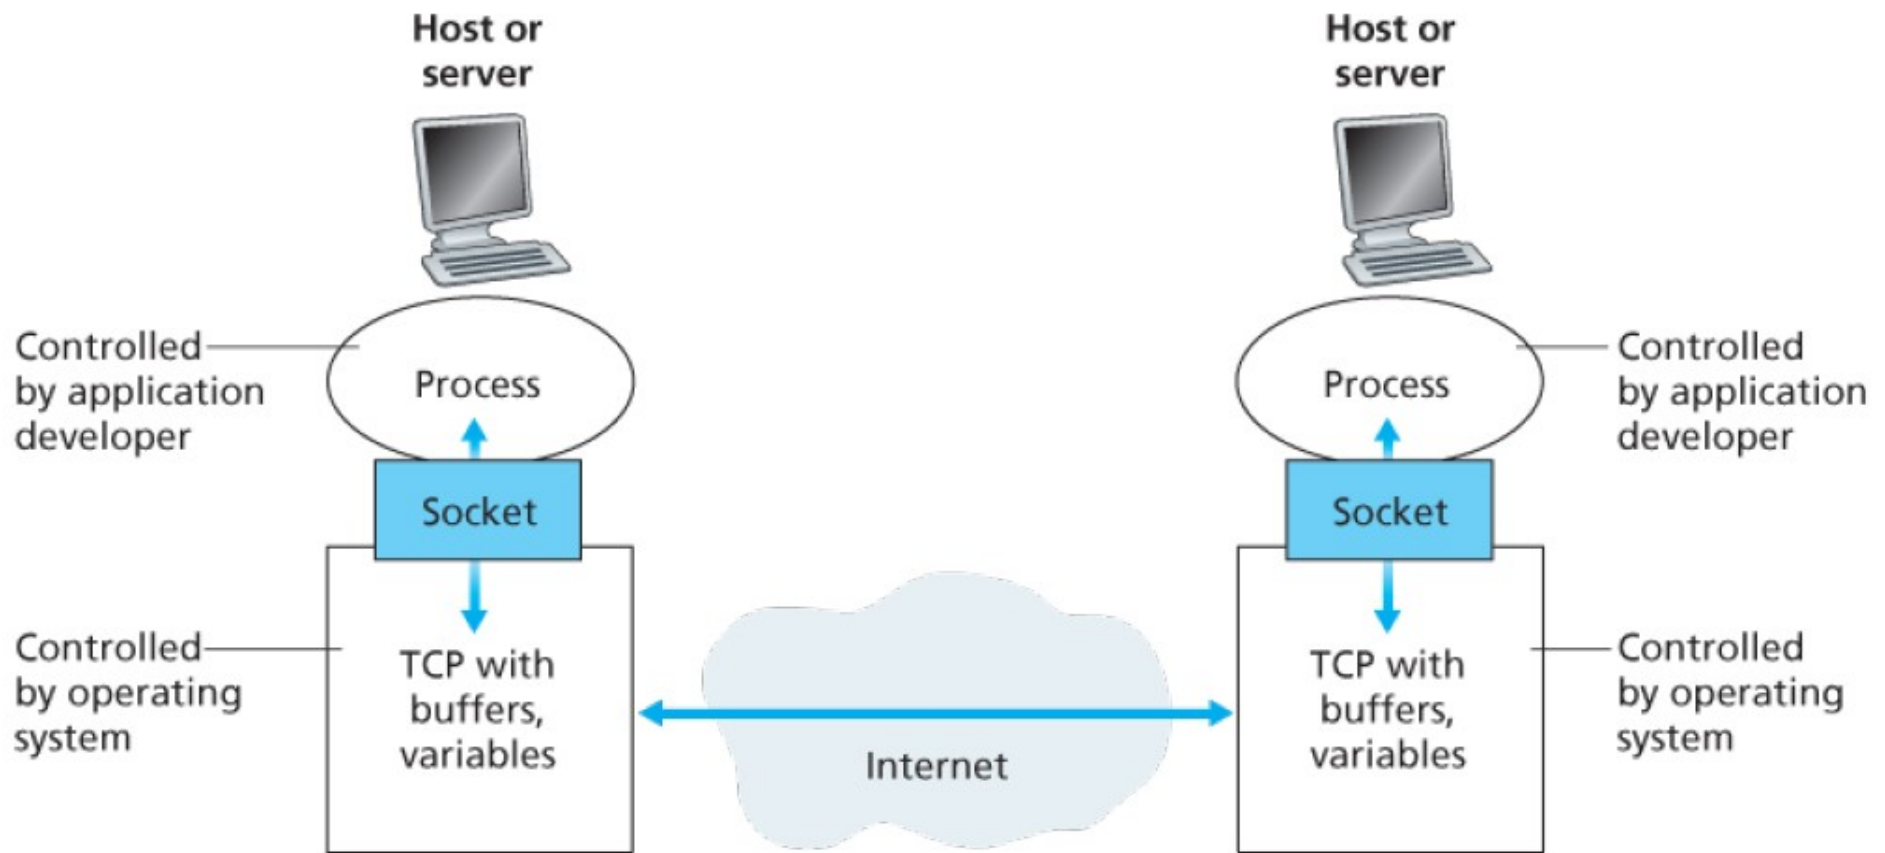 Host or
server
Host or
server
Controlled
by application
developer
Process
Process
Controlled
by application
developer
Socket
Socket
Controlled
by operating
system
TCP with
buffers,
variables
Internet
TCP with
buffers,
variables
Controlled
by operating
system